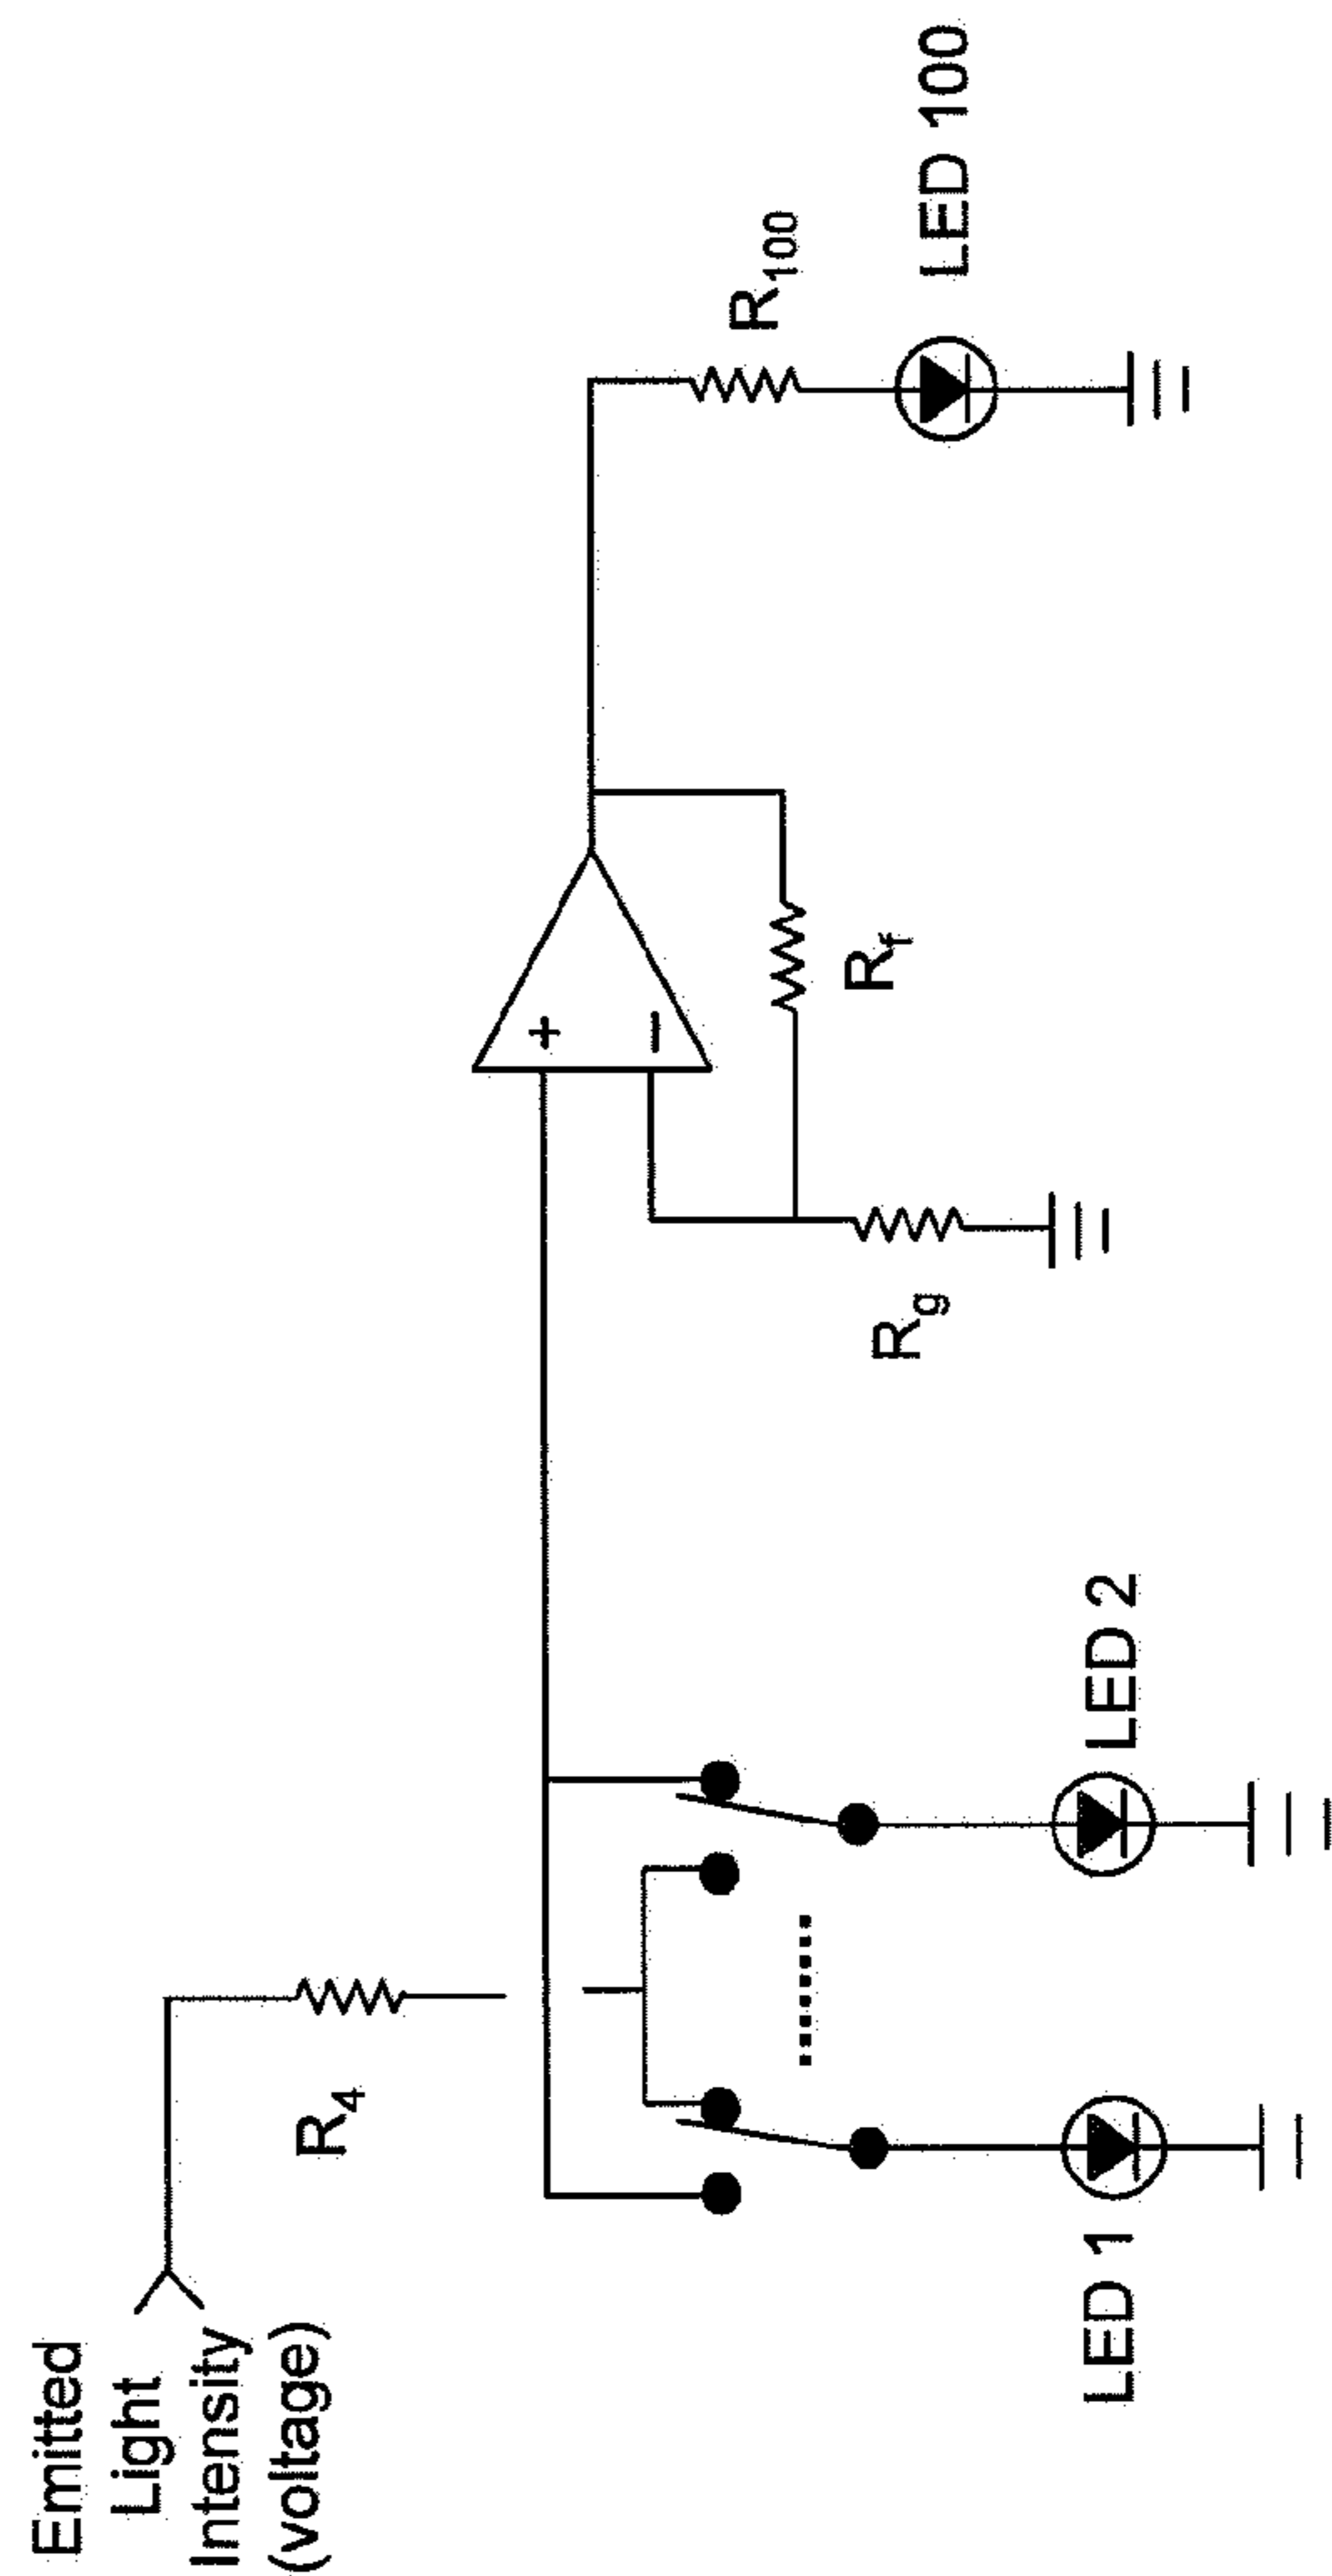 Emitted
Light
Intensity
(voltage)
R4
LED 1
LED 2
+
−
Rg
Rf
R100
LED 100